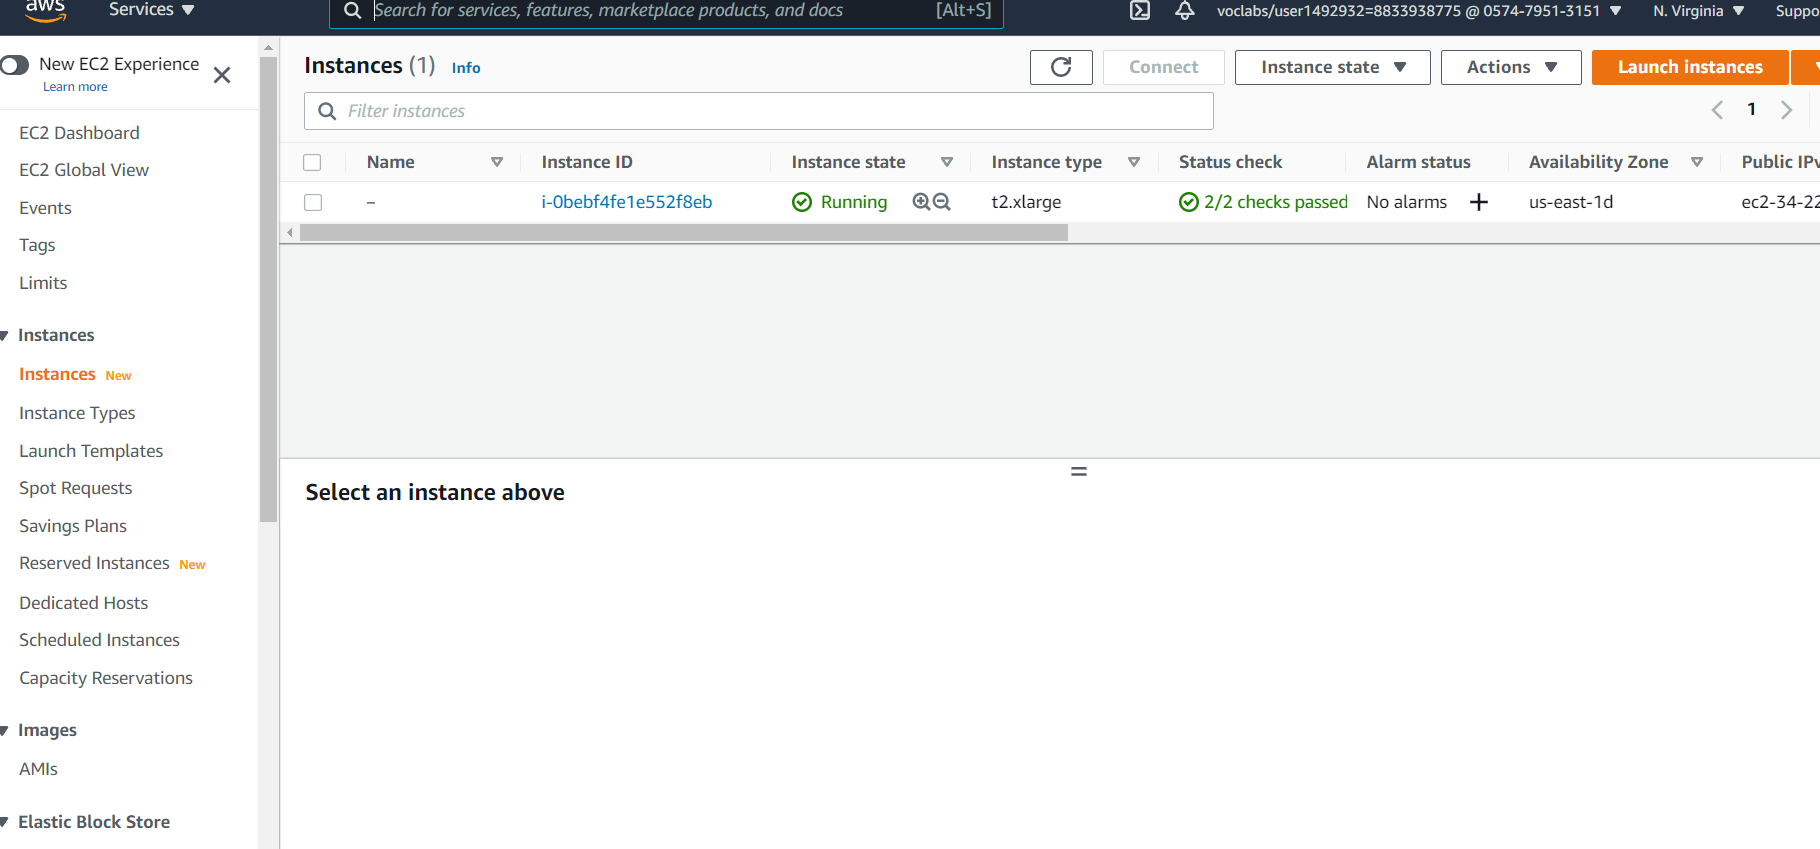 aws Services Search for services, features, marketplace products, and docs [Alt+S] voclabs/user1492932=8833938775 @ 0574-7951-3151 N. Virginia Suppo
New EC2 Experience
Learn more
EC2 Dashboard
EC2 Global View
Events
Tags
Limits
Instances
Instances New
Instance Types
Launch Templates
Spot Requests
Savings Plans
Reserved Instances New
Dedicated Hosts
Scheduled Instances
Capacity Reservations
Images
AMIs
Elastic Block Store
Instances (1) Info Connect Instance state Actions Launch instances
Filter instances 1
Name Instance ID Instance state Instance type Status check Alarm status Availability Zone Public IPv
– i-0bebf4fe1e552f8eb Running t2.xlarge 2/2 checks passed No alarms + us-east-1d ec2-34-22
Select an instance above